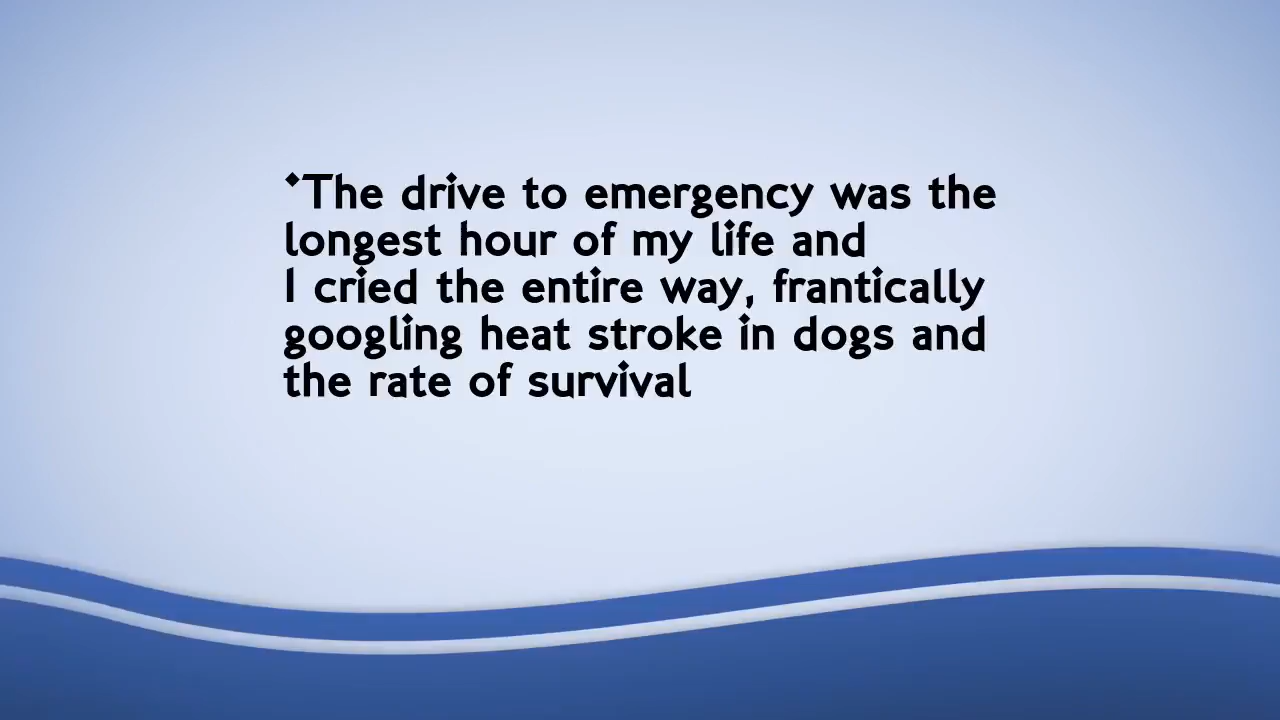 •The drive to emergency was the
longest hour of my life and
I cried the entire way, frantically
googling heat stroke in dogs and
the rate of survival